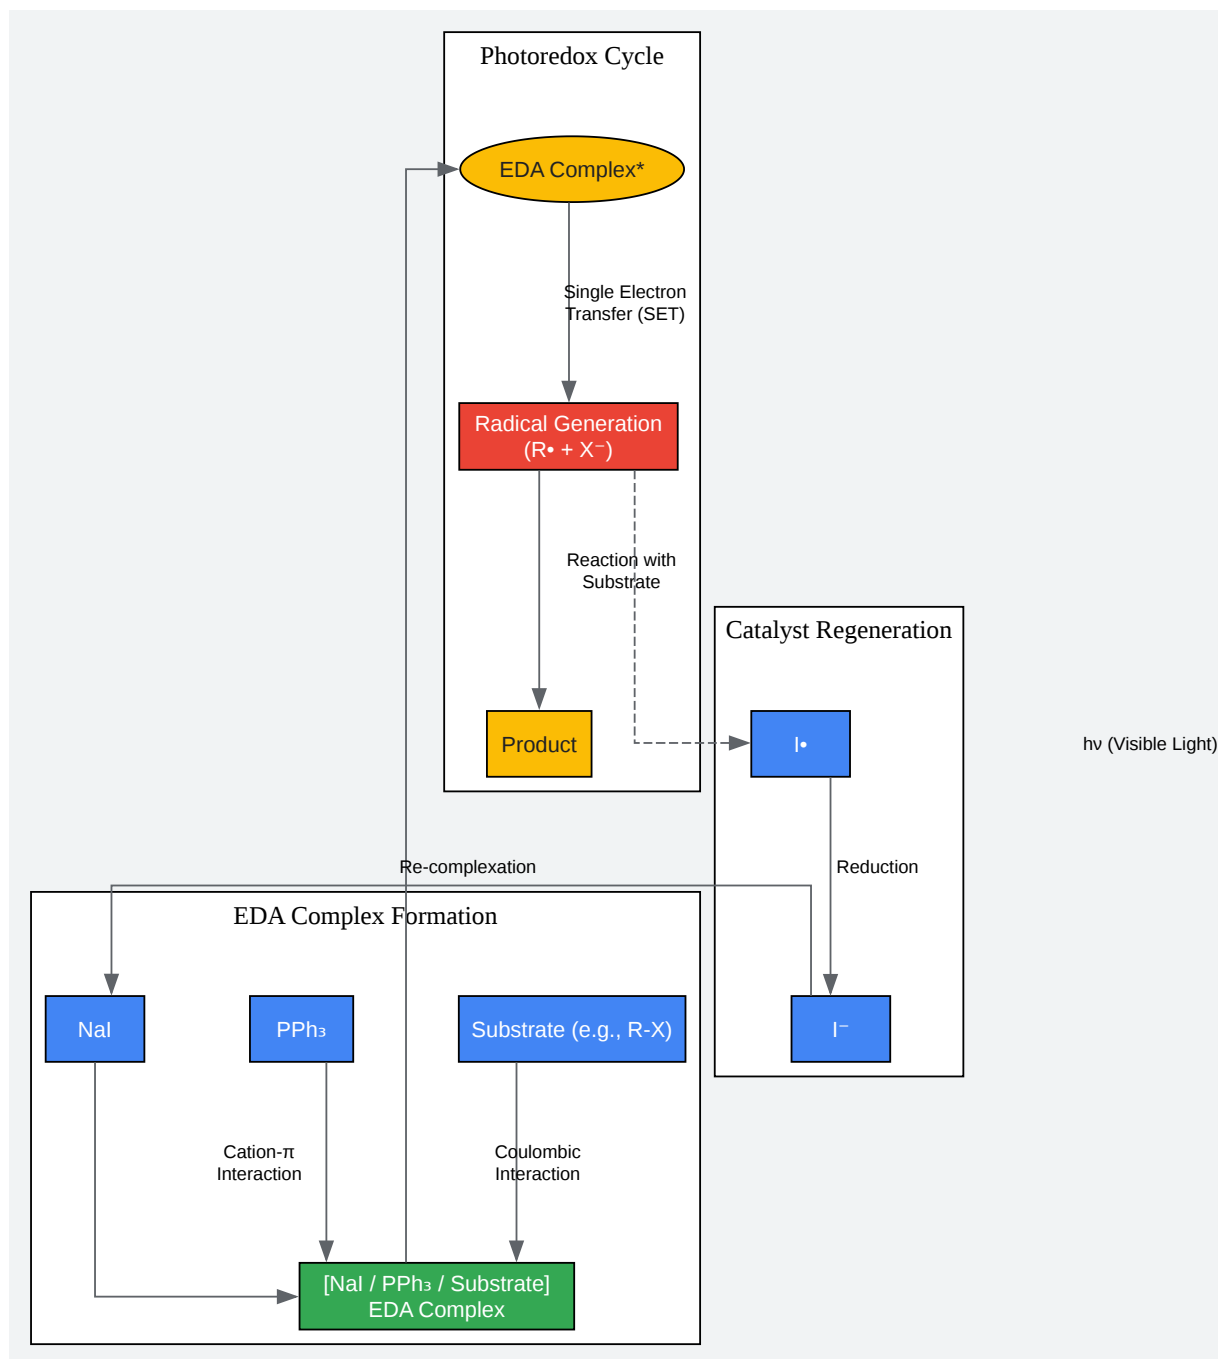 Photoredox Cycle
EDA Complex*
Single Electron
Transfer (SET)
Radical Generation
(R• + X⁻)
Reaction with
Substrate
Catalyst Regeneration
Product
I•
hν (Visible Light)
Re-complexation
Reduction
EDA Complex Formation
NaI
PPh₃
Substrate (e.g., R-X)
I⁻
Cation-π
Interaction
Coulombic
Interaction
[NaI / PPh₃ / Substrate]
EDA Complex